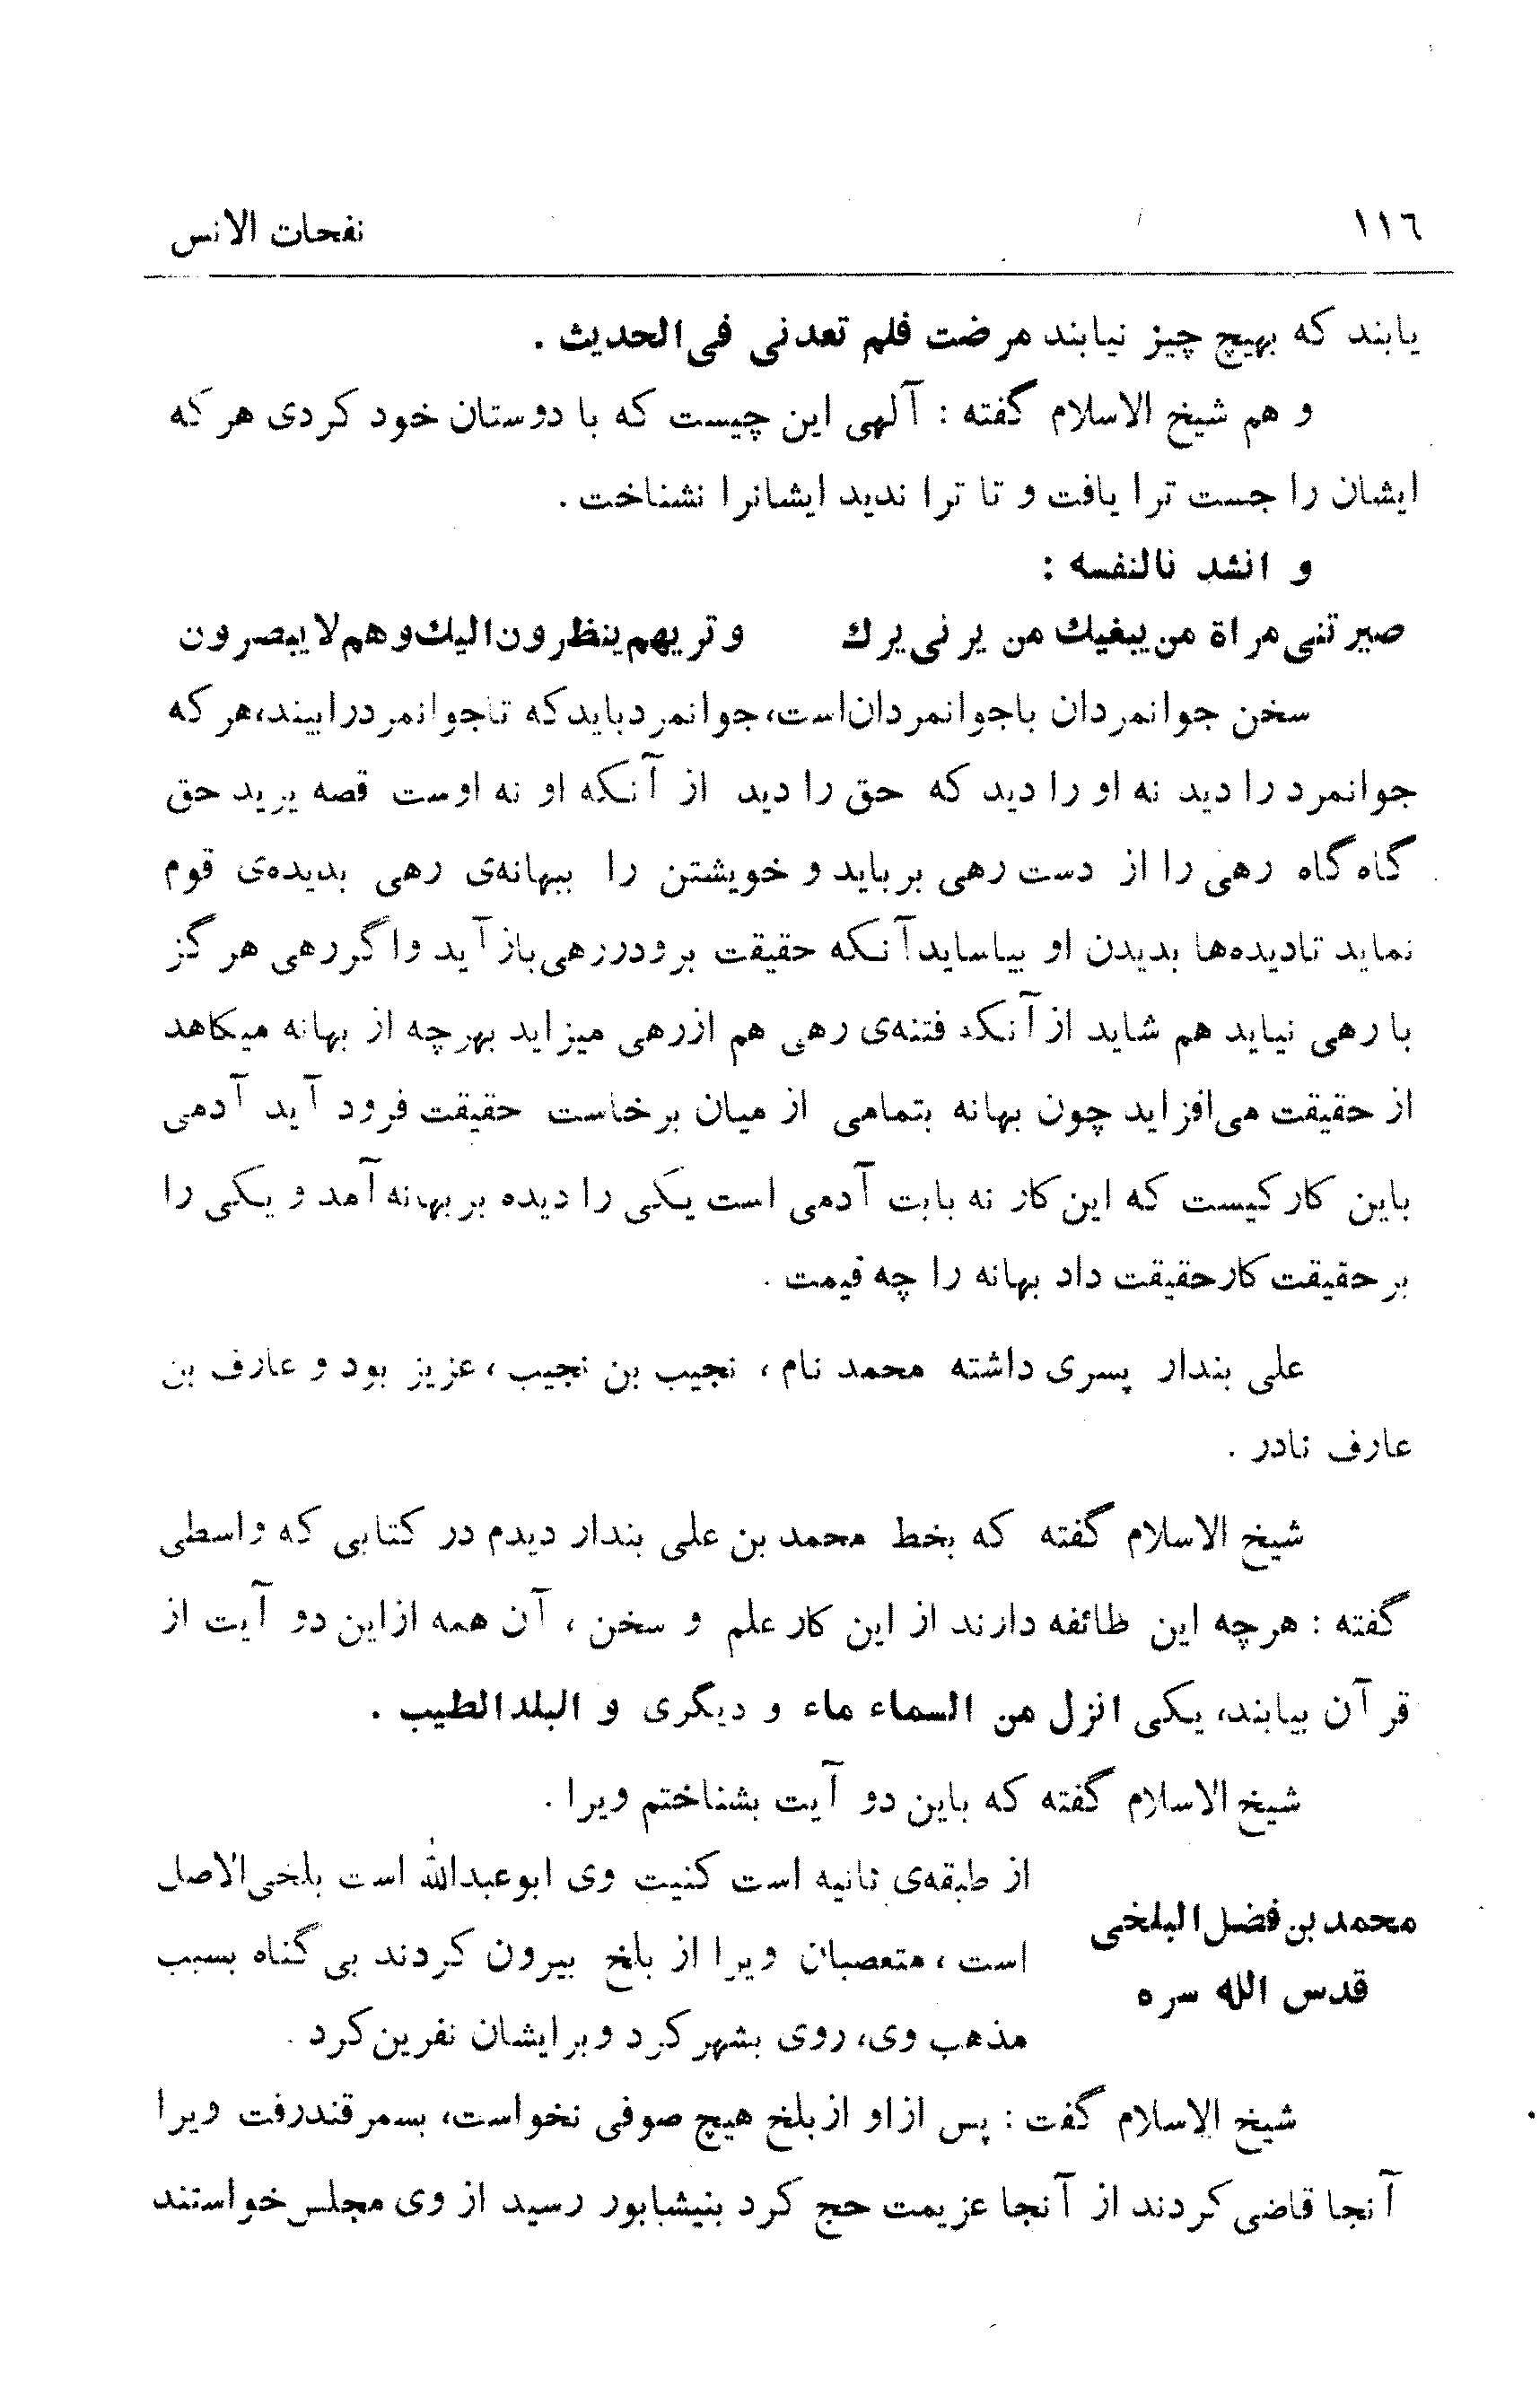 ١١٦ نفحات الانس
یابند که بهیچ چیز نیابند مرضت فلم تعدنی فی‌الحدیث .
و هم شیخ الاسلام گفته : آلهی این چیست که با دوستان خود کردی هر که
ایشان را جست ترا یافت و تا ترا ندید ایشانرا نشناخت .
و انشد نالنفسه :
صیرتنی مراة من یبغیك من یرنی یرك وتریهم ینظرون الیك وهم لایبصرون
سخن جوانمردان باجوانمردان‌است، جوانمرد باید که تاجوانمرد را بیند، هر که
جوانمرد را دید نه او را دید که حق را دید از آنکه او نه اوست قصه یرید حق
گاه گاه رهی را از دست رهی برباید و خویشتن را ببهانه‌ی رهی بدیده‌ی قوم
نماید تادیده‌ها بدیدن او بیاساید آنکه حقیقت برود رهی باز آید و اگر رهی هرگز
با رهی نیاید هم شاید از آنکه فتنه‌ی رهی هم ازرهی میزاید بهرچه از بهانه میکاهد
از حقیقت می‌افزاید چون بهانه بتمامی از میان برخاست حقیقت فرود آید آدمی
باین کار کیست که این کار نه بابت آدمی است یکی را دیده بر بهانه آمد و یکی را
بر حقیقت کارحقیقت داد بهانه را چه قیمت .
علی بندار پسری داشته محمد نام ، نجیب بن نجیب ، عزیز بود و عارف بن
عارف نادر .
شیخ الاسلام گفته که بخط محمد بن علی بندار دیدم در کتابی که واسطی
گفته : هرچه این طائفه دارند از این کار علم و سخن ، آن همه ازاین دو آیت از
قرآن بیابند، یکی انزل من السماء ماء و دیگری و البلدالطیب .
شیخ الاسلام گفته که باین دو آیت بشناختم ویرا .
محمد بن فضل البلخی
قدس الله سره
از طبقه‌ی ثانیه است کنیت وی ابوعبدالله است بلخی‌الاصل
است ، متعصبان ویرا از بلخ بیرون کردند بی گناه بسبب
مذهب وی، روی بشهر کرد وبر ایشان نفرین کرد .
شیخ الاسلام گفت : پس ازاو ازبلخ هیچ صوفی نخواست، بسمرقندرفت ویرا
آنجا قاضی کردند از آنجا عزیمت حج کرد بنیشابور رسید از وی مجلس خواستند